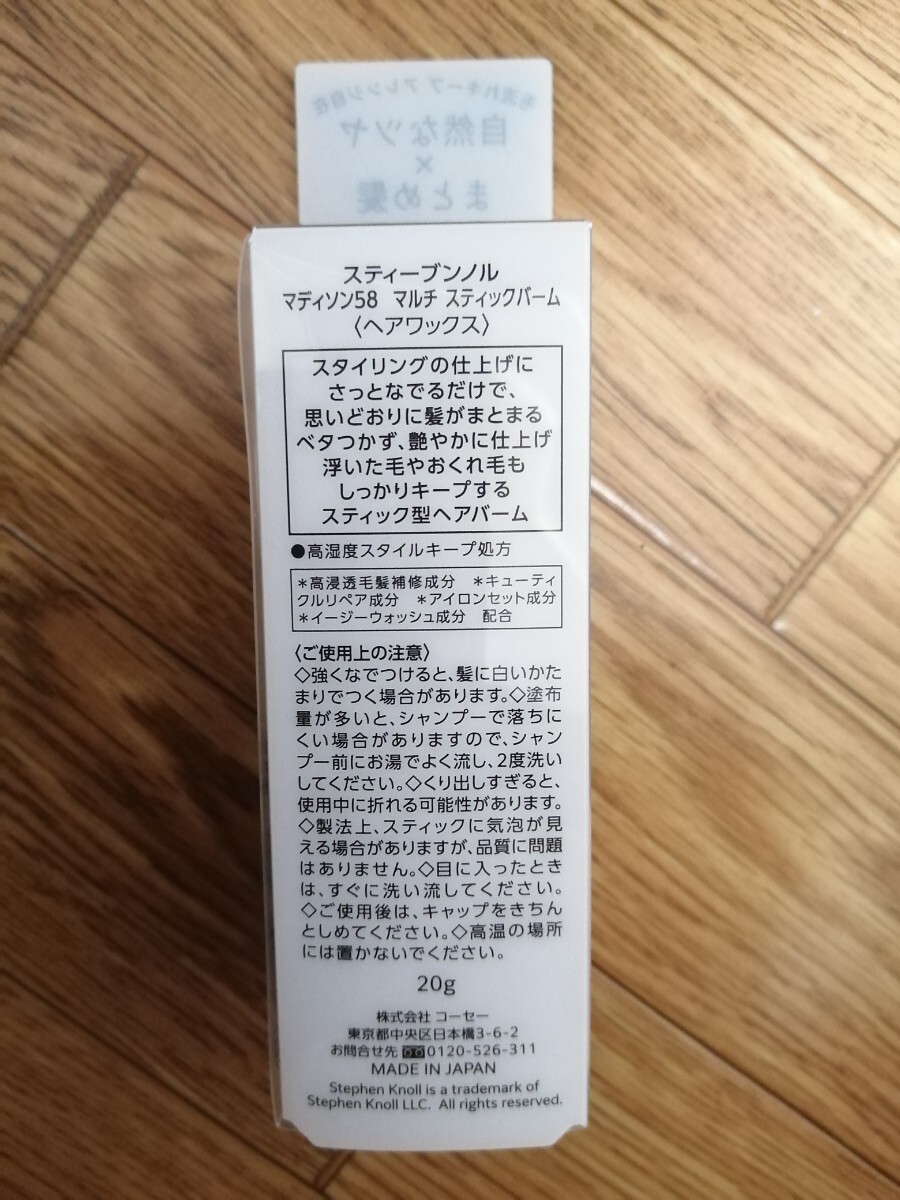 毛流れキープ アレンジ自在
自然なツヤ
×
まとめ髪
スティーブンノル
マディソン58 マルチ スティックバーム
〈ヘアワックス〉
スタイリングの仕上げに
さっとなでるだけで、
思いどおりに髪がまとまる
ベタつかず、艶やかに仕上げ
浮いた毛やおくれ毛も
しっかりキープする
スティック型ヘアバーム
●高湿度スタイルキープ処方
＊高浸透毛髪補修成分 ＊キューティ
クルリペア成分 ＊アイロンセット成分
＊イージーウォッシュ成分 配合
〈ご使用上の注意〉
◇強くなでつけると、髪に白いかた
まりでつく場合があります。◇塗布
量が多いと、シャンプーで落ちに
くい場合がありますので、シャン
プー前にお湯でよく流し、2度洗い
してください。◇くり出しすぎると、
使用中に折れる可能性があります。
◇製法上、スティックに気泡が見
える場合がありますが、品質に問題
はありません。◇目に入ったとき
は、すぐに洗い流してください。
◇ご使用後は、キャップをきちん
としめてください。◇高温の場所
には置かないでください。
20g
株式会社 コーセー
東京都中央区日本橋3-6-2
お問合せ先 0120-526-311
MADE IN JAPAN
Stephen Knoll is a trademark of
Stephen Knoll LLC. All rights reserved.